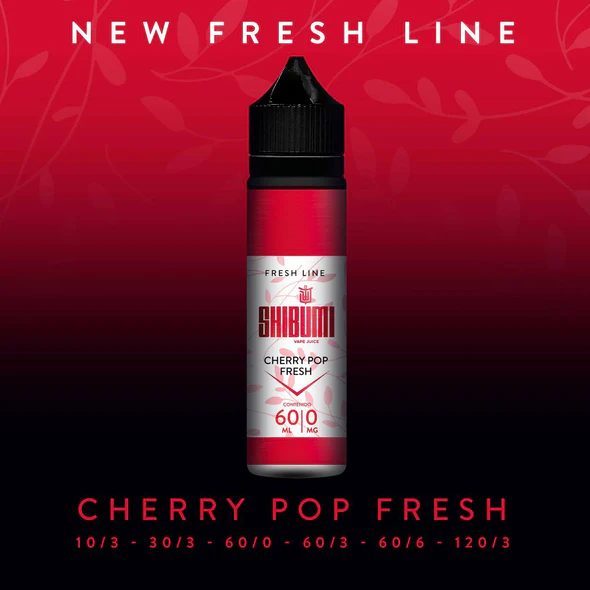 NEW FRESH LINE
FRESH LINE
SHIBUMI
VAPE JUICE
CHERRY POP
FRESH
CONTENIDO
60 | 0
ML MG
CHERRY POP FRESH
10/3 - 30/3 - 60/0 - 60/3 - 60/6 - 120/3